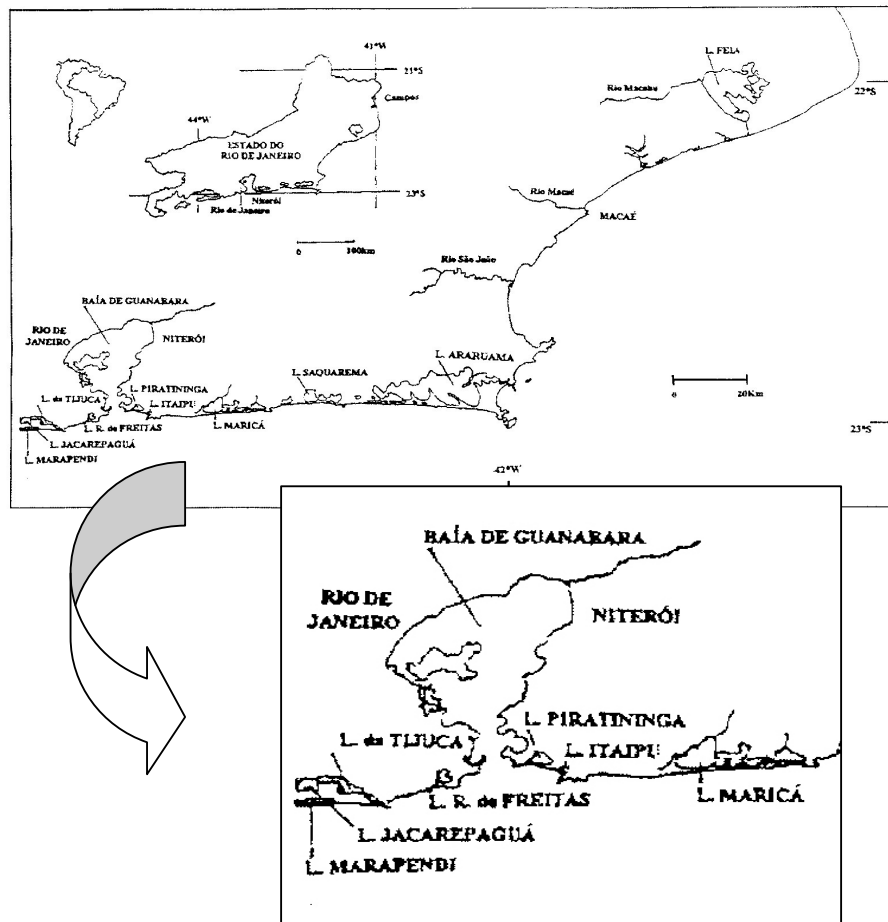 41°W
21°S
Campos
44°W
ESTADO DO
RIO DE JANEIRO
23°S
Niterói
Rio de Janeiro
0 100km
L. FEIA
Rio Macabu
22°S
Rio Macaé
MACAÉ
Rio São João
BAÍA DE GUANABARA
RIO DE
JANEIRO
NITERÓI
L. SAQUAREMA
L. ARARUAMA
0 20Km
L. da TIJUCA
L. PIRATININGA
L. ITAIPU
L. R. de FREITAS
L. MARICÁ
23°S
L. JACAREPAGUÁ
L. MARAPENDI
42°W
BAÍA DE GUANABARA
RIO DE
JANEIRO
NITERÓI
L. PIRATININGA
L. da TIJUCA
L. ITAIPU
L. R. de FREITAS
L. MARICÁ
L. JACAREPAGUÁ
L. MARAPENDI